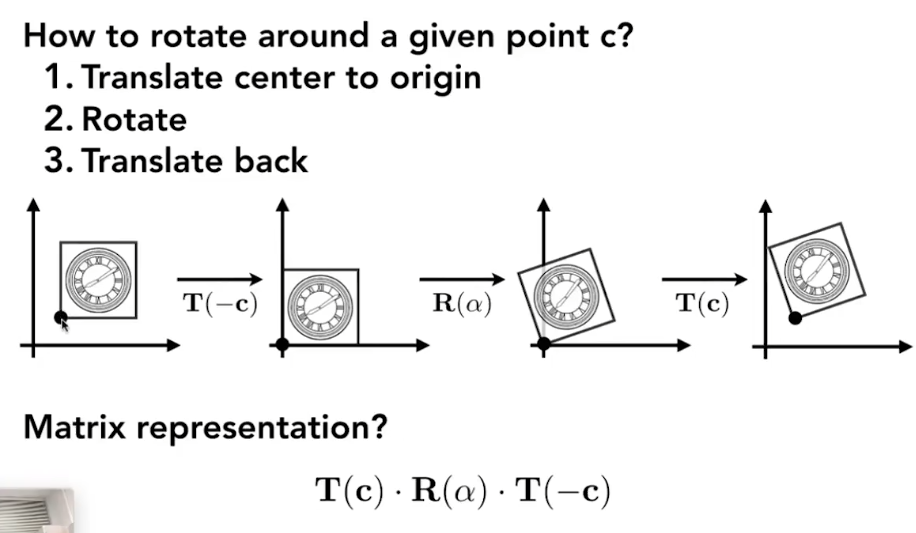 How to rotate around a given point c?
1. Translate center to origin
2. Rotate
3. Translate back
T(−c)
R(α)
T(c)
Matrix representation?
T(c) · R(α) · T(−c)